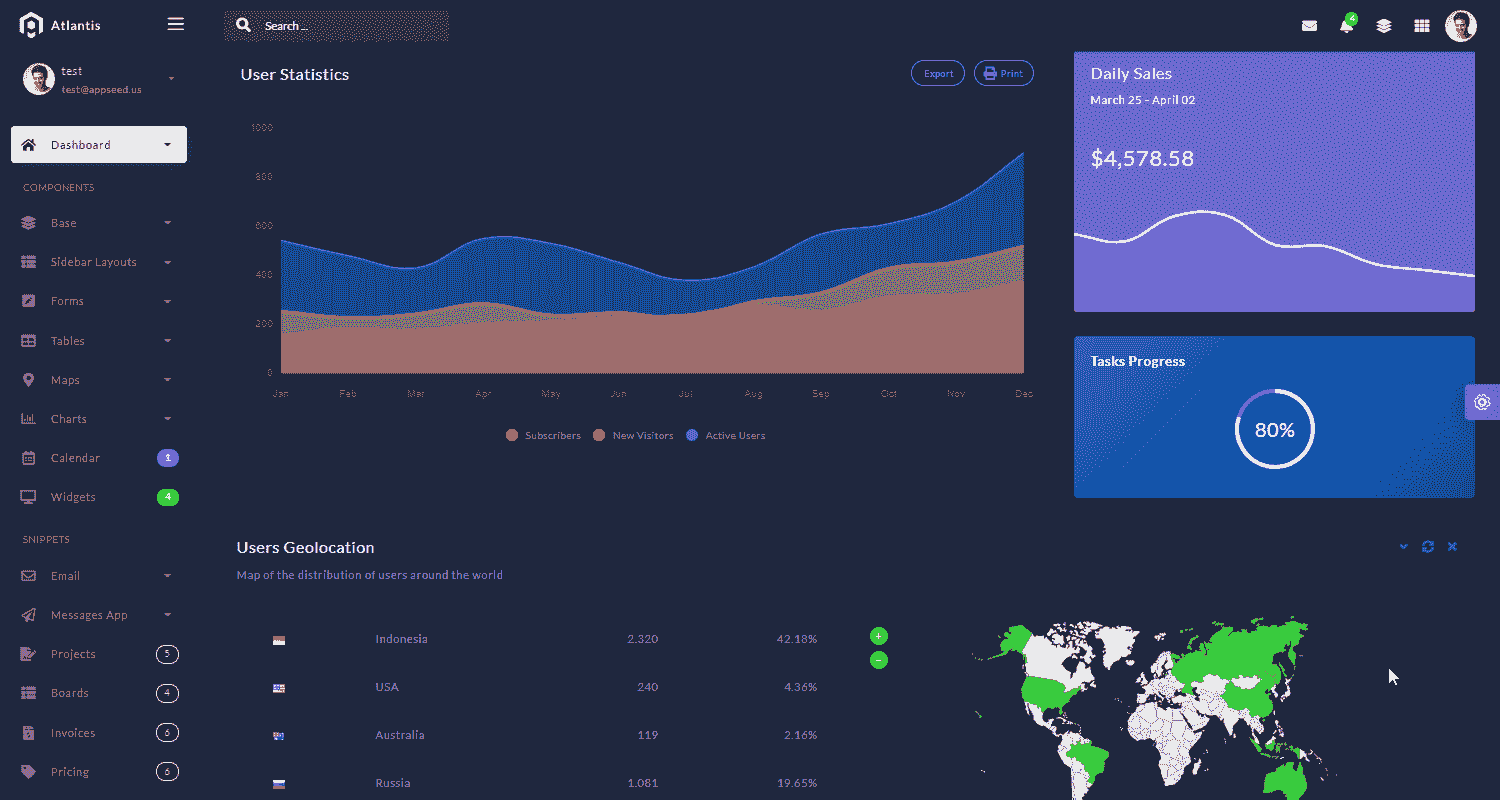 Atlantis
Search ...
4
test
test@appseed.us
Dashboard
COMPONENTS
Base
Sidebar Layouts
Forms
Tables
Maps
Charts
Calendar 1
Widgets 4
SNIPPETS
Email
Messages App
Projects 5
Boards 4
Invoices 6
Pricing 6
User Statistics
Export
Print
1000
800
600
400
200
0
Jan Feb Mar Apr May Jun Jul Aug Sep Oct Nov Dec
Subscribers New Visitors Active Users
Daily Sales
March 25 - April 02
$4,578.58
Tasks Progress
80%
Users Geolocation
Map of the distribution of users around the world
Indonesia 2.320 42.18%
USA 240 4.36%
Australia 119 2.16%
Russia 1.081 19.65%
+
−